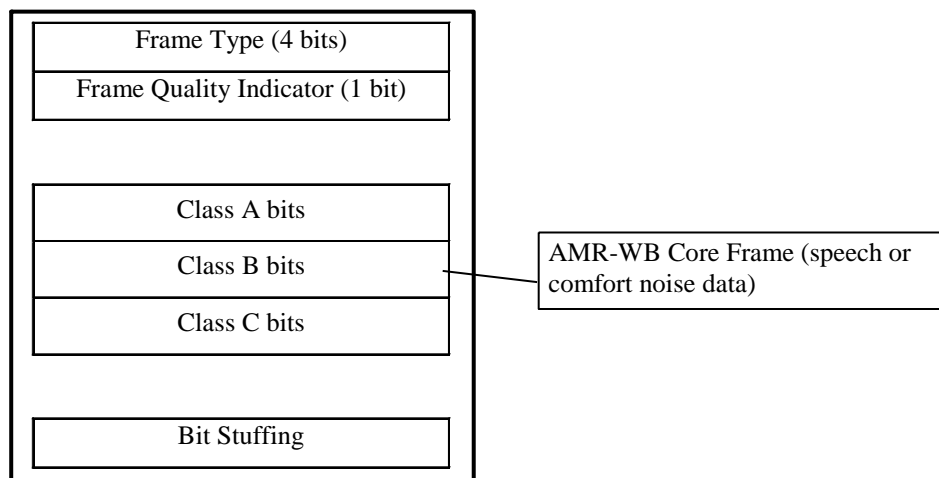 Frame Type (4 bits)
Frame Quality Indicator (1 bit)
Class A bits
Class B bits
Class C bits
AMR-WB Core Frame (speech or
comfort noise data)
Bit Stuffing